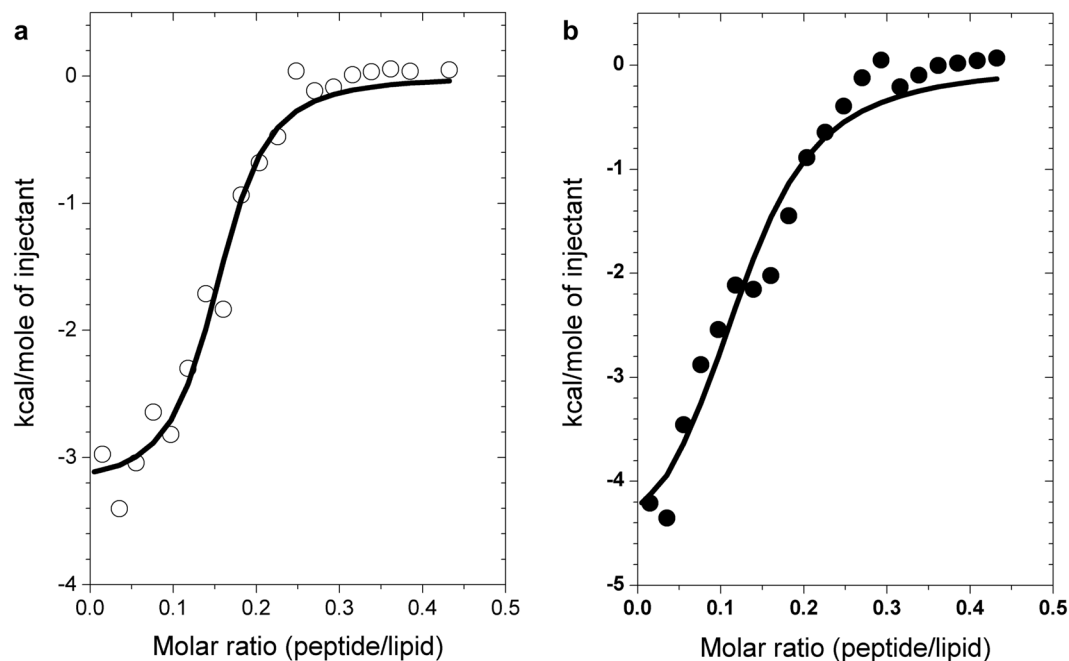 a
0
-1
-2
-3
-4
0.0 0.1 0.2 0.3 0.4 0.5
kcal/mole of injectant
Molar ratio (peptide/lipid)
b
0
-1
-2
-3
-4
-5
0.0 0.1 0.2 0.3 0.4 0.5
kcal/mole of injectant
Molar ratio (peptide/lipid)